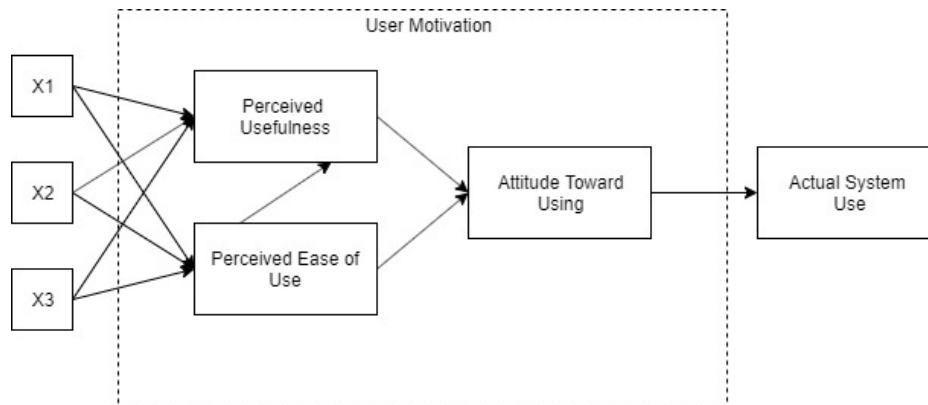 User Motivation
X1
Perceived
Usefulness
X2
Attitude Toward
Using
Actual System
Use
Perceived Ease of
Use
X3